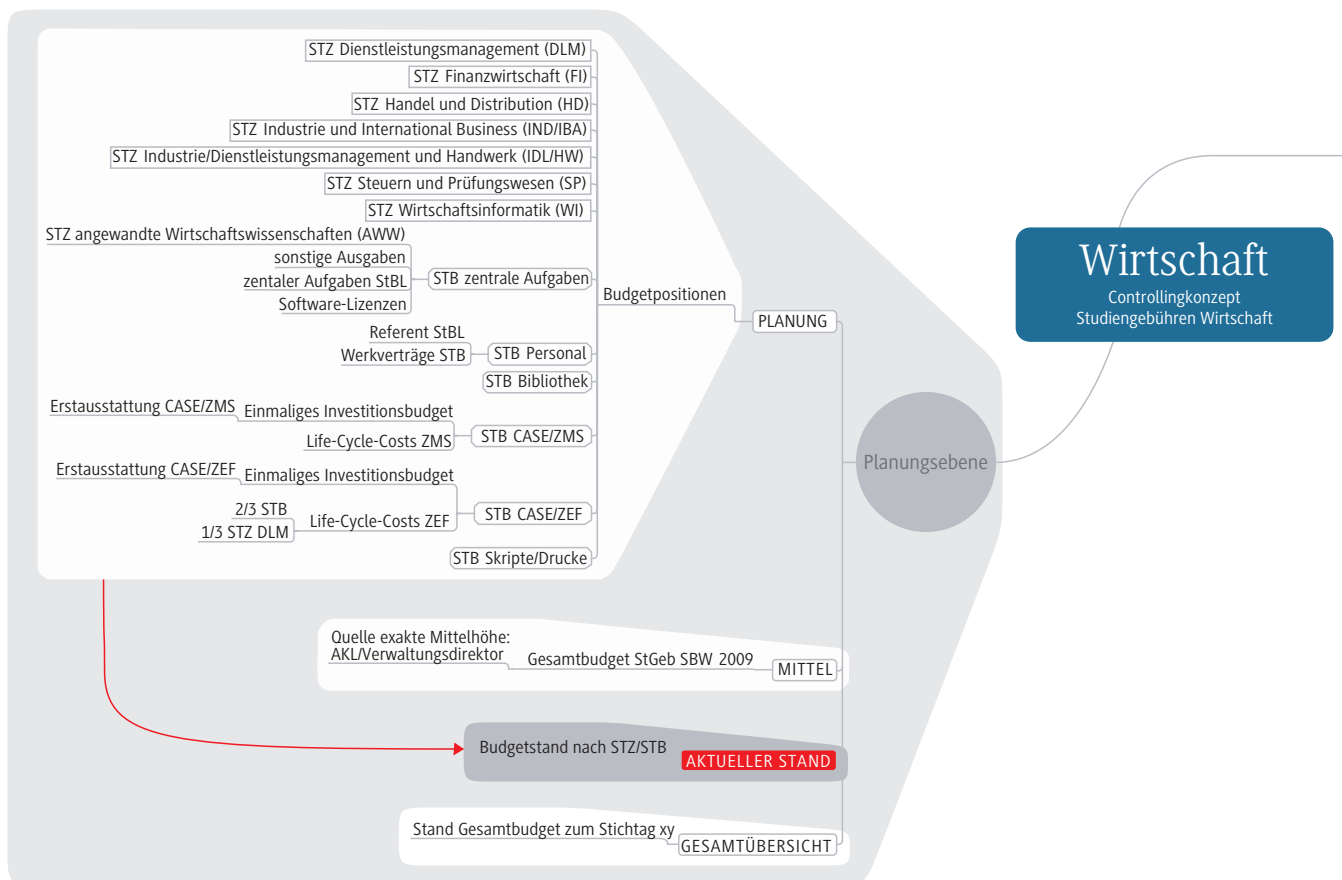 STZ Dienstleistungsmanagement (DLM)
STZ Finanzwirtschaft (FI)
STZ Handel und Distribution (HD)
STZ Industrie und International Business (IND/IBA)
STZ Industrie/Dienstleistungsmanagement und Handwerk (IDL/HW)
STZ Steuern und Prüfungswesen (SP)
STZ Wirtschaftsinformatik (WI)
STZ angewandte Wirtschaftswissenschaften (AWW)
sonstige Ausgaben
zentaler Aufgaben StBL
Software-Lizenzen
STB zentrale Aufgaben
Referent StBL
Werkverträge STB
STB Personal
STB Bibliothek
Erstausstattung CASE/ZMS
Einmaliges Investitionsbudget
Life-Cycle-Costs ZMS
STB CASE/ZMS
Erstausstattung CASE/ZEF
Einmaliges Investitionsbudget
2/3 STB
1/3 STZ DLM
Life-Cycle-Costs ZEF
STB CASE/ZEF
STB Skripte/Drucke
Budgetpositionen
PLANUNG
Quelle exakte Mittelhöhe:
AKL/Verwaltungsdirektor
Gesamtbudget StGeb SBW 2009
MITTEL
Budgetstand nach STZ/STB
AKTUELLER STAND
Stand Gesamtbudget zum Stichtag xy
GESAMTÜBERSICHT
Planungsebene
Wirtschaft
Controllingkonzept
Studiengebühren Wirtschaft